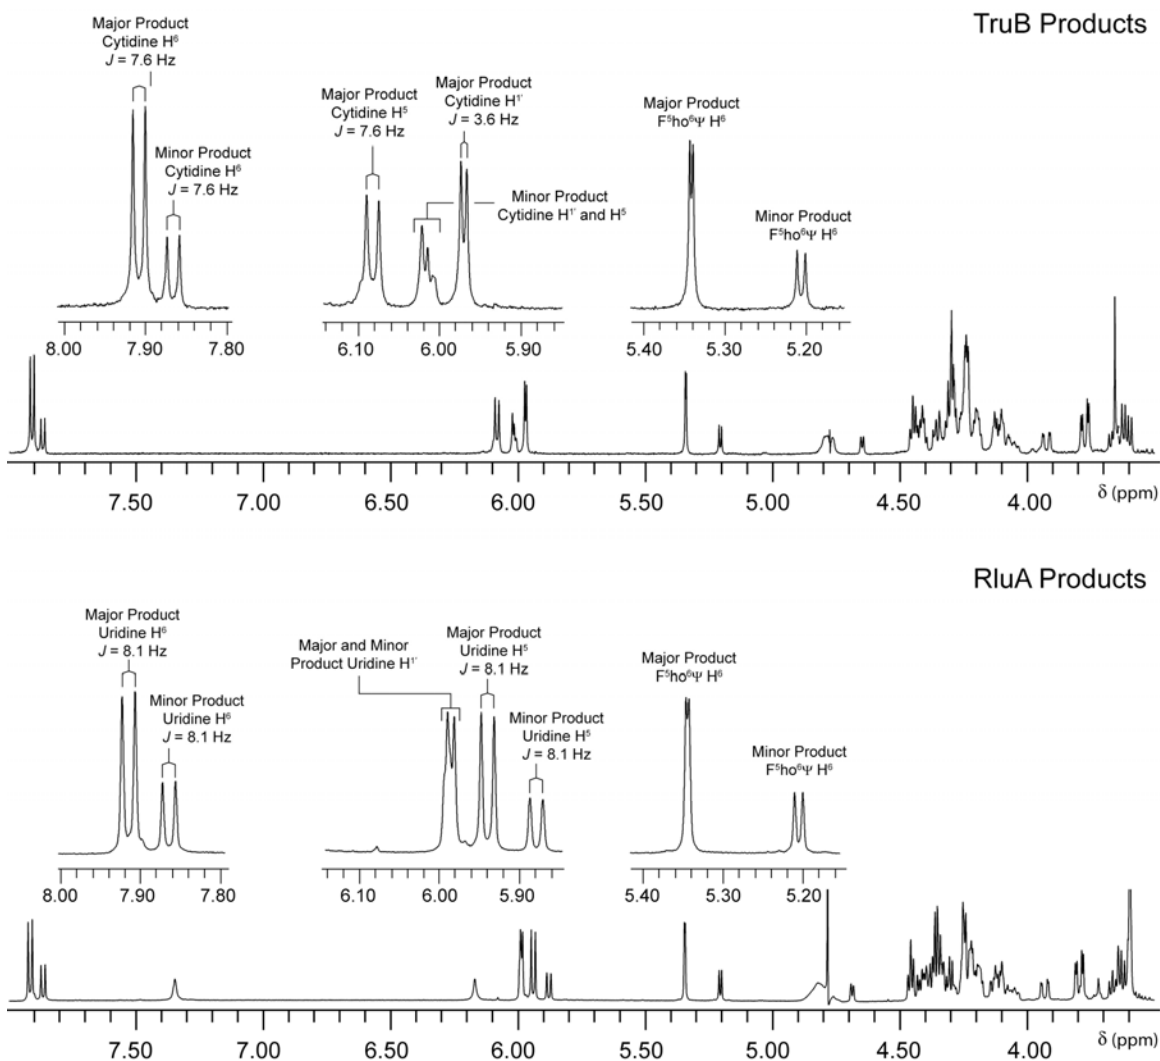 TruB Products
Major Product
Cytidine H⁶
J = 7.6 Hz
Minor Product
Cytidine H⁶
J = 7.6 Hz
Major Product
Cytidine H⁵
J = 7.6 Hz
Major Product
Cytidine H¹'
J = 3.6 Hz
Minor Product
Cytidine H¹' and H⁵
Major Product
F⁵ho⁶Ψ H⁶
Minor Product
F⁵ho⁶Ψ H⁶
8.00 7.90 7.80
6.10 6.00 5.90
5.40 5.30 5.20
7.50 7.00 6.50 6.00 5.50 5.00 4.50 4.00 δ (ppm)
RluA Products
Major Product
Uridine H⁶
J = 8.1 Hz
Minor Product
Uridine H⁶
J = 8.1 Hz
Major and Minor
Product Uridine H¹'
Major Product
Uridine H⁵
J = 8.1 Hz
Minor Product
Uridine H⁵
J = 8.1 Hz
Major Product
F⁵ho⁶Ψ H⁶
Minor Product
F⁵ho⁶Ψ H⁶
8.00 7.90 7.80
6.10 6.00 5.90
5.40 5.30 5.20
7.50 7.00 6.50 6.00 5.50 5.00 4.50 4.00 δ (ppm)